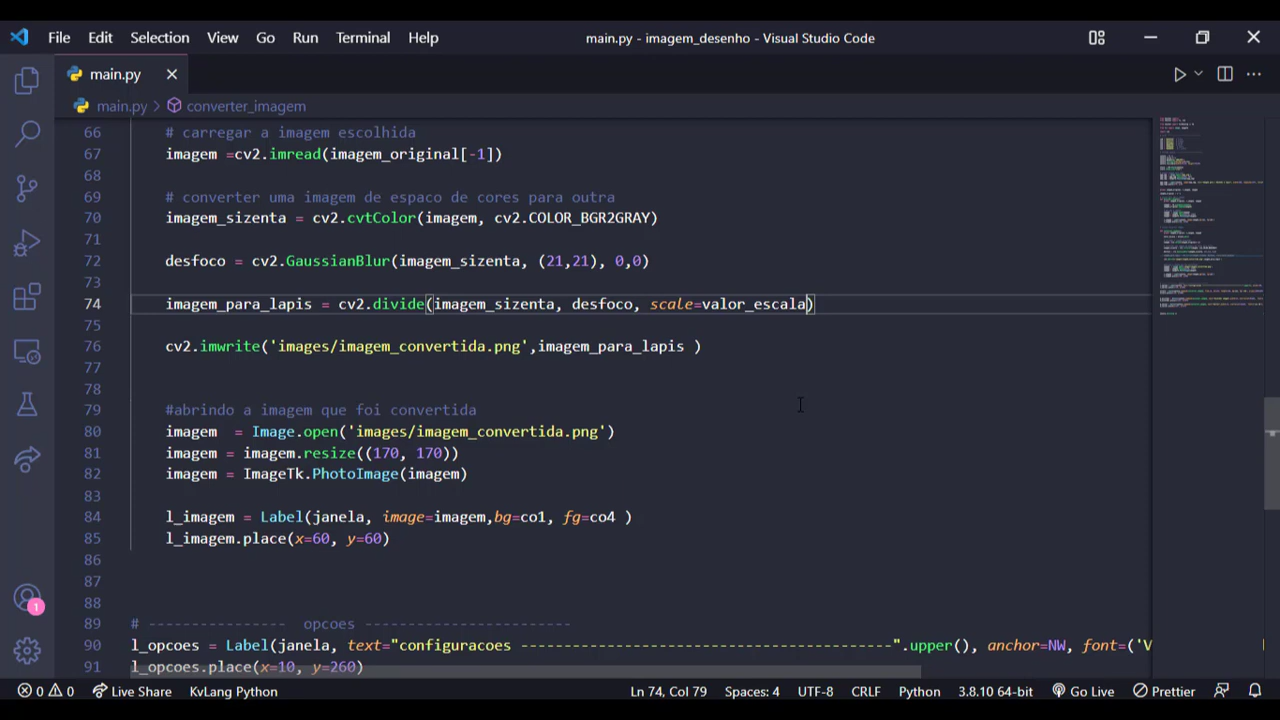 File Edit Selection View Go Run Terminal Help main.py - imagem_desenho - Visual Studio Code
main.py
main.py > converter_imagem
66 # carregar a imagem escolhida
67 imagem =cv2.imread(imagem_original[-1])
68
69 # converter uma imagem de espaco de cores para outra
70 imagem_sizenta = cv2.cvtColor(imagem, cv2.COLOR_BGR2GRAY)
71
72 desfoco = cv2.GaussianBlur(imagem_sizenta, (21,21), 0,0)
73
74 imagem_para_lapis = cv2.divide(imagem_sizenta, desfoco, scale=valor_escala)
75
76 cv2.imwrite('images/imagem_convertida.png',imagem_para_lapis )
77
78
79 #abrindo a imagem que foi convertida
80 imagem  = Image.open('images/imagem_convertida.png')
81 imagem = imagem.resize((170, 170))
82 imagem = ImageTk.PhotoImage(imagem)
83
84 l_imagem = Label(janela, image=imagem,bg=co1, fg=co4 )
85 l_imagem.place(x=60, y=60)
86
87
88
89 # ---------------- opcoes ------------------------
90 l_opcoes = Label(janela, text="configuracoes -------------------------------------------".upper(), anchor=NW, font=('V
91 l_opcoes.place(x=10, y=260)
1
0 0 Live Share KvLang Python Ln 74, Col 79 Spaces: 4 UTF-8 CRLF Python 3.8.10 64-bit Go Live Prettier